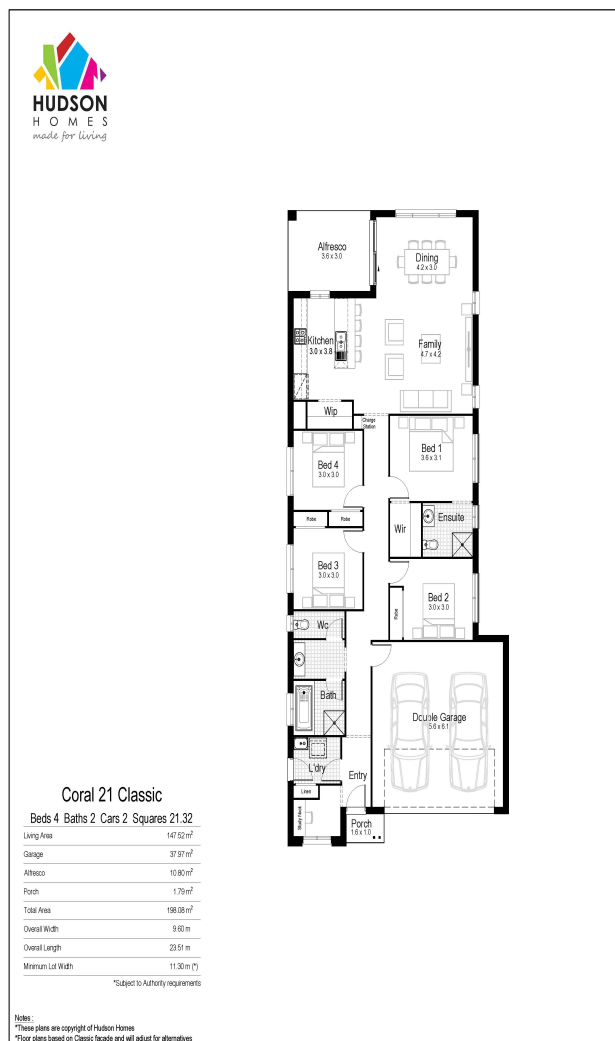 HUDSON
HOMES
made for living
Alfresco
3.6 x 3.0
Dining
4.2 x 3.0
Kitchen
3.0 x 3.8
Family
4.7 x 4.2
Wip
Charge
Station
Bed 1
3.6 x 3.1
Bed 4
3.0 x 3.0
Robe
Robe
Wir
Ensuite
Bed 3
3.0 x 3.0
Bed 2
3.0 x 3.0
Robe
Wc
Bath
Double Garage
5.6 x 6.1
L'dry
Entry
Linen
Study Nook
Porch
1.6 x 1.0
Coral 21 Classic
Beds 4 Baths 2 Cars 2 Squares 21.32
Living Area 147.52 m²
Garage 37.97 m²
Alfresco 10.80 m²
Porch 1.79 m²
Total Area 198.08 m²
Overall Width 9.60 m
Overall Length 23.51 m
Minimum Lot Width 11.30 m (*)
*Subject to Authority requirements
Notes :
*These plans are copyright of Hudson Homes
*Floor plans based on Classic facade and will adjust for alternatives